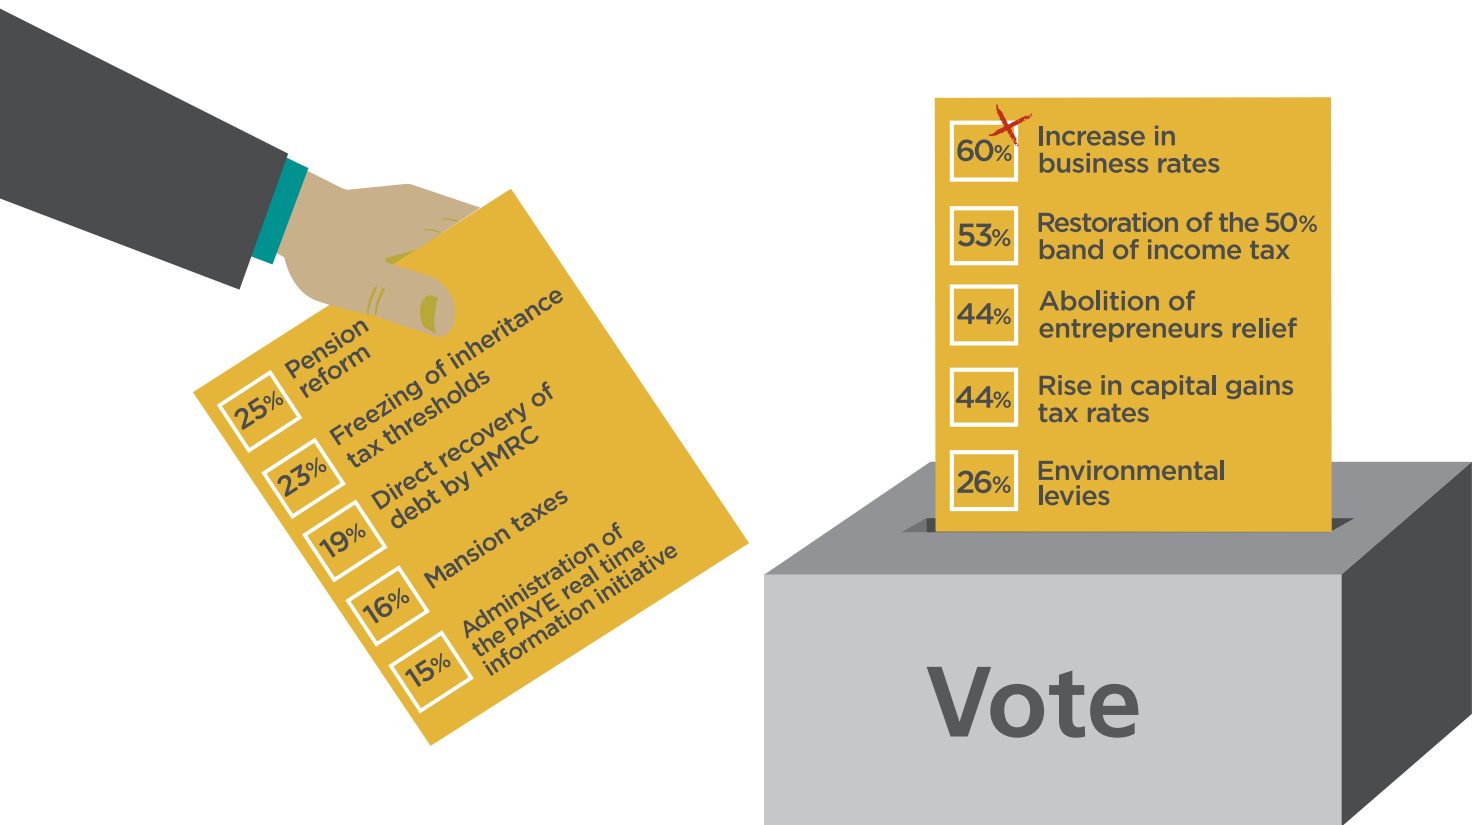 60% Increase in
business rates
53% Restoration of the 50%
band of income tax
44% Abolition of
entrepreneurs relief
44% Rise in capital gains
tax rates
26% Environmental
levies
25% Pension
reform
23% Freezing of inheritance
tax thresholds
19% Direct recovery of
debt by HMRC
16% Mansion taxes
15% Administration of
the PAYE real time
information initiative
Vote